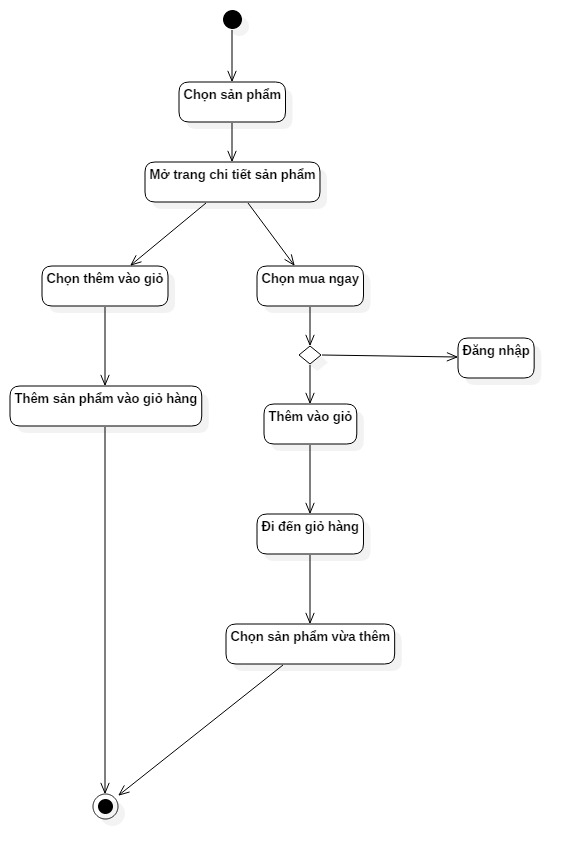 Chọn sản phẩm
Mở trang chi tiết sản phẩm
Chọn thêm vào giỏ
Chọn mua ngay
Đăng nhập
Thêm sản phẩm vào giỏ hàng
Thêm vào giỏ
Đi đến giỏ hàng
Chọn sản phẩm vừa thêm